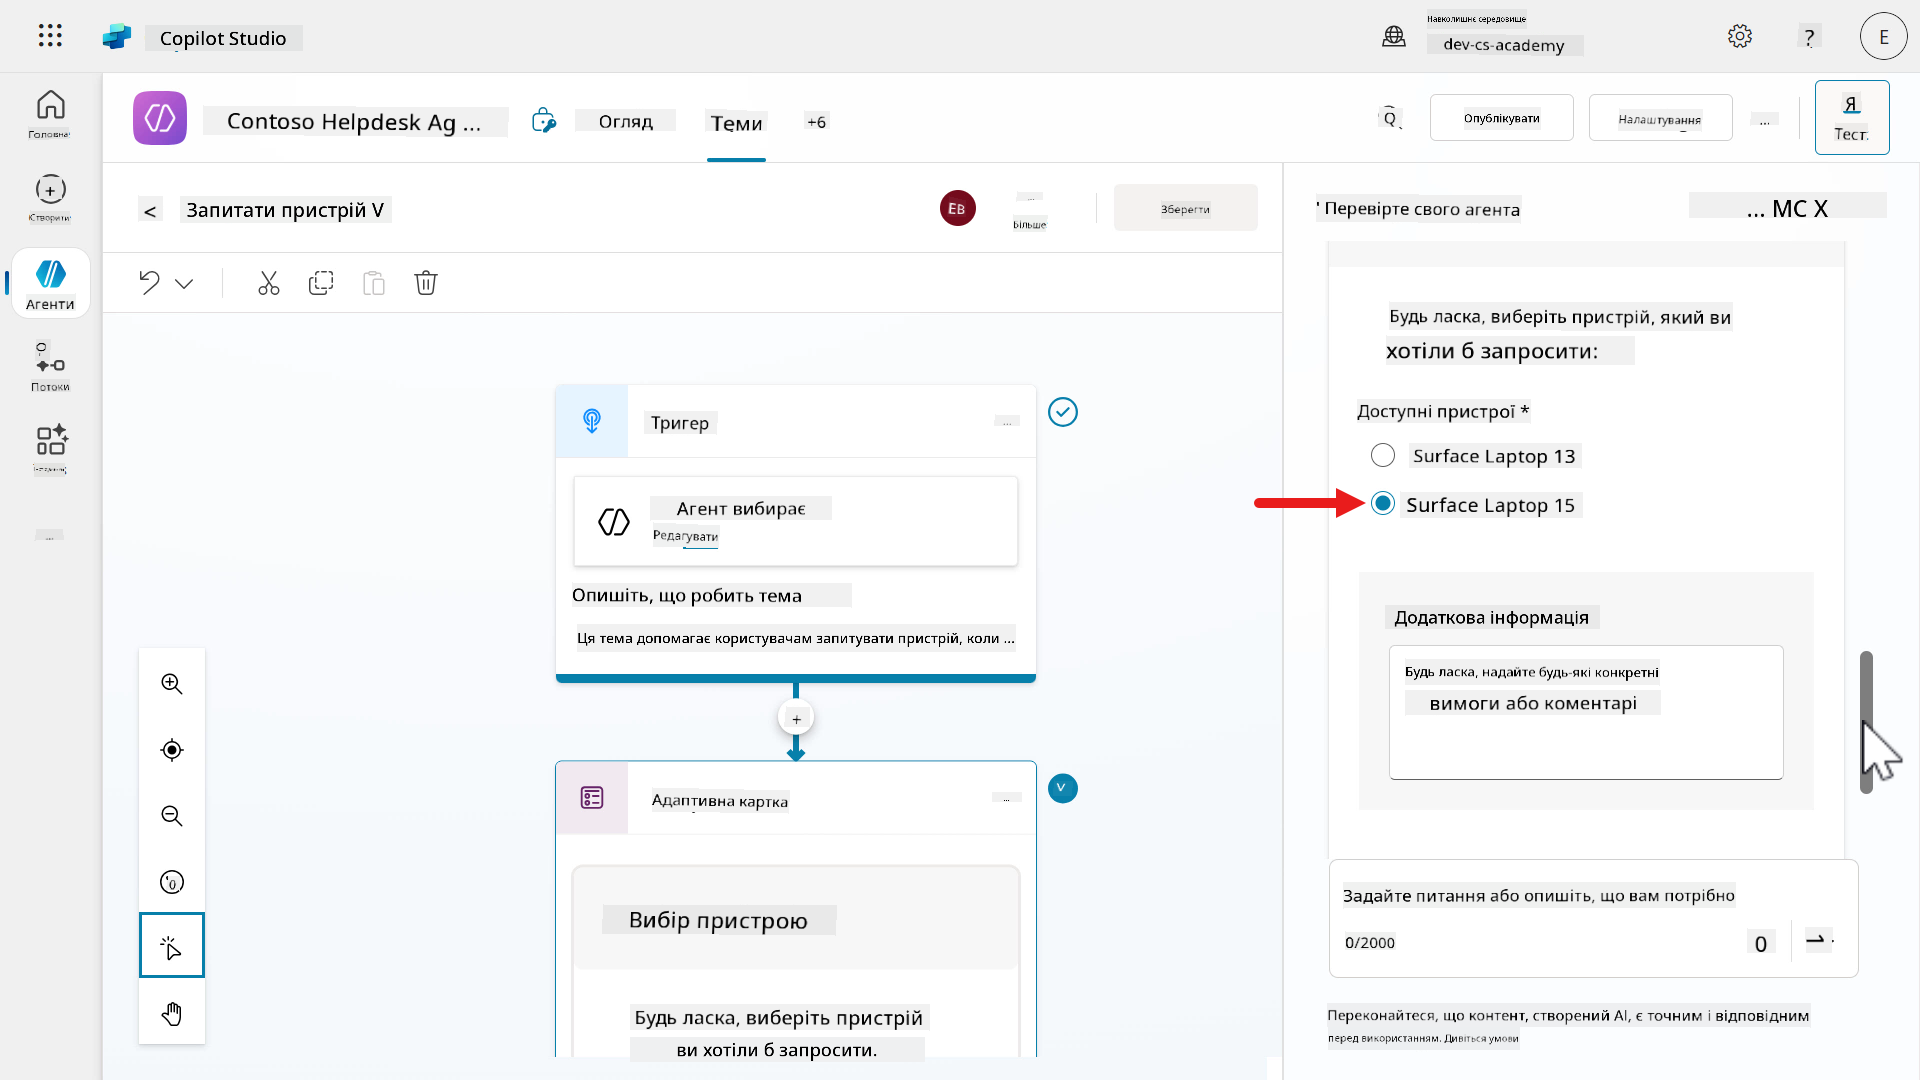 Copilot Studio
Навколишнє середовище
dev-cs-academy
?
E
Головна
Створити
Агенти
Потоки
...
Contoso Helpdesk Ag ...
Огляд
Теми
+6
Опублікувати
Налаштування
...
Я
Тест.
< Запитати пристрій V
EB
...
Більше
Зберегти
Тригер
...
Агент вибирає
Редагувати
Опишіть, що робить тема
Ця тема допомагає користувачам запитувати пристрій, коли ...
+
Адаптивна картка
...
Вибір пристрою
Будь ласка, виберіть пристрій
ви хотіли б запросити.
' Перевірте свого агента
... MC X
Будь ласка, виберіть пристрій, який ви
хотіли б запросити:
Доступні пристрої *
Surface Laptop 13
Surface Laptop 15
Додаткова інформація
Будь ласка, надайте будь-які конкретні
вимоги або коментарі
Задайте питання або опишіть, що вам потрібно
0/2000
0
Переконайтеся, що контент, створений AI, є точним і відповідним
перед використанням. Дивіться умови